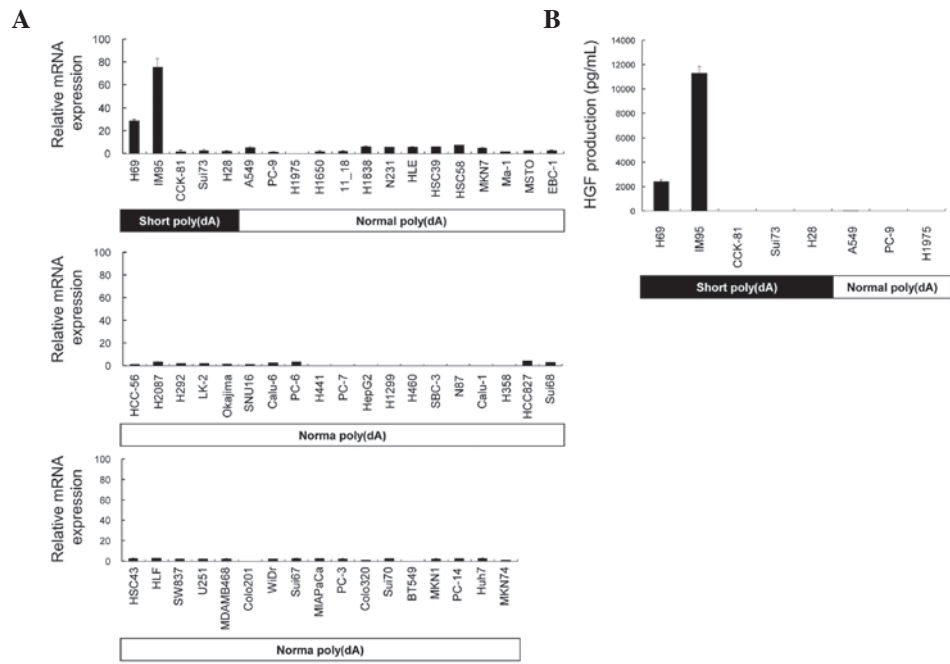 A
Relative mRNA expression
100
80
60
40
20
0
H69
IM95
CCK-81
Sui73
H28
A549
PC-9
H1975
H1650
11_18
H1838
N231
HLE
HSC39
HSC58
MKN7
Ma-1
MSTO
EBC-1
Short poly(dA)
Normal poly(dA)
Relative mRNA expression
100
80
60
40
20
0
HCC-56
H2087
H292
LK-2
Okajima
SNU16
Calu-6
PC-6
H441
PC-7
HepG2
H1299
H460
SBC-3
N87
Calu-1
H358
HCC827
Sui68
Norma poly(dA)
Relative mRNA expression
100
80
60
40
20
0
HSC43
HLF
SW837
U251
MDAMB468
Colo201
WiDr
Sui67
MIAPaCa
PC-3
Colo320
Sui70
BT549
MKN1
PC-14
Huh7
MKN74
Norma poly(dA)
B
HGF production (pg/mL)
14000
12000
10000
8000
6000
4000
2000
0
H69
IM95
CCK-81
Sui73
H28
A549
PC-9
H1975
Short poly(dA)
Normal poly(dA)